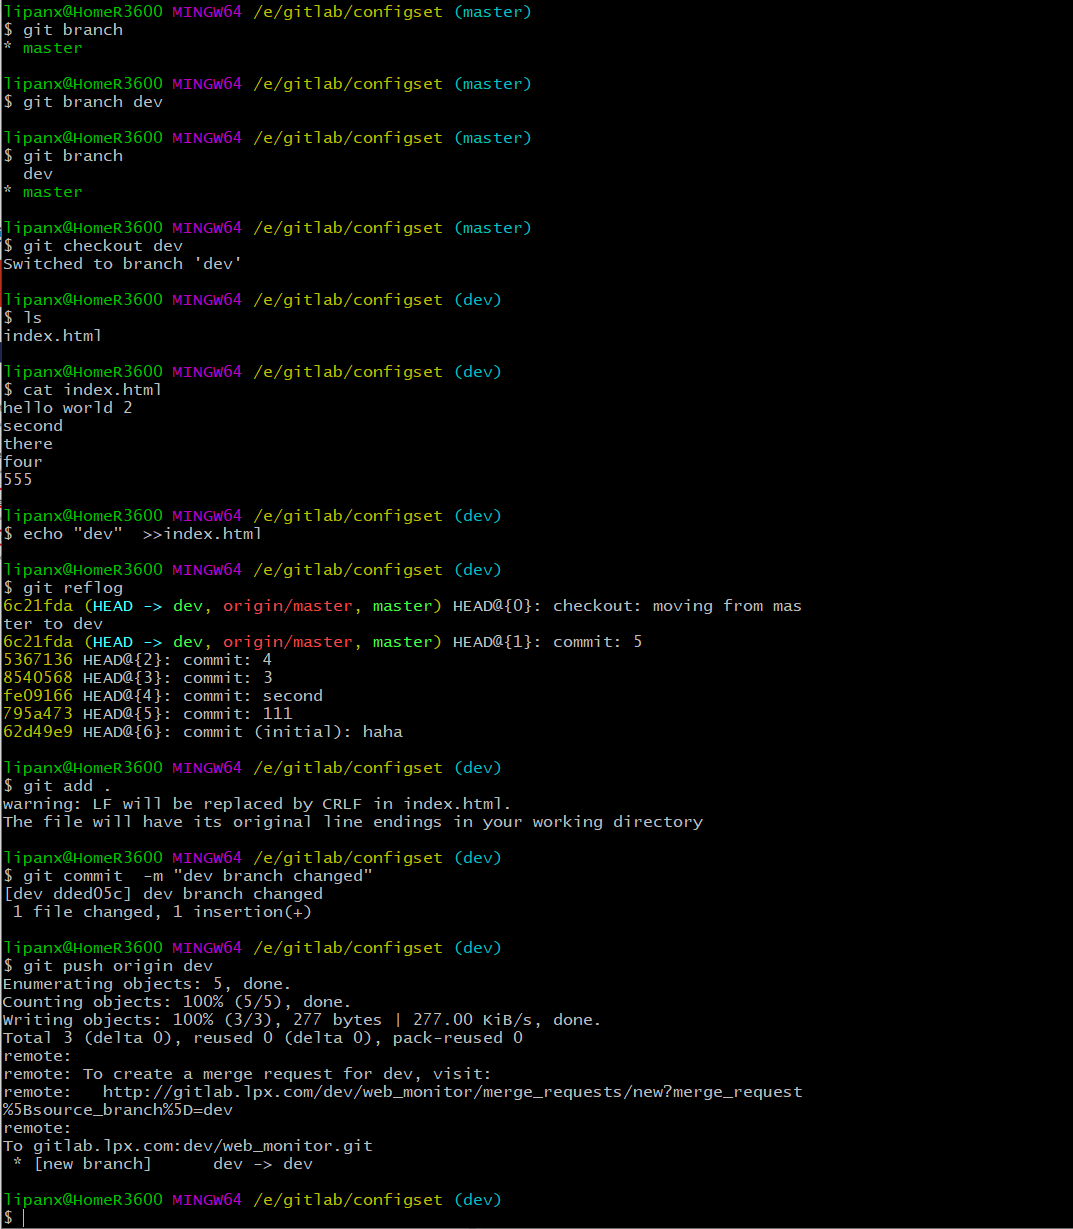 lipanx@HomeR3600 MINGW64 /e/gitlab/configset (master)
$ git branch
* master

lipanx@HomeR3600 MINGW64 /e/gitlab/configset (master)
$ git branch dev

lipanx@HomeR3600 MINGW64 /e/gitlab/configset (master)
$ git branch
  dev
* master

lipanx@HomeR3600 MINGW64 /e/gitlab/configset (master)
$ git checkout dev
Switched to branch 'dev'

lipanx@HomeR3600 MINGW64 /e/gitlab/configset (dev)
$ ls
index.html

lipanx@HomeR3600 MINGW64 /e/gitlab/configset (dev)
$ cat index.html
hello world 2
second
there
four
555

lipanx@HomeR3600 MINGW64 /e/gitlab/configset (dev)
$ echo "dev"  >>index.html

lipanx@HomeR3600 MINGW64 /e/gitlab/configset (dev)
$ git reflog
6c21fda (HEAD -> dev, origin/master, master) HEAD@{0}: checkout: moving from mas
ter to dev
6c21fda (HEAD -> dev, origin/master, master) HEAD@{1}: commit: 5
5367136 HEAD@{2}: commit: 4
8540568 HEAD@{3}: commit: 3
fe09166 HEAD@{4}: commit: second
795a473 HEAD@{5}: commit: 111
62d49e9 HEAD@{6}: commit (initial): haha

lipanx@HomeR3600 MINGW64 /e/gitlab/configset (dev)
$ git add .
warning: LF will be replaced by CRLF in index.html.
The file will have its original line endings in your working directory

lipanx@HomeR3600 MINGW64 /e/gitlab/configset (dev)
$ git commit  -m "dev branch changed"
[dev dded05c] dev branch changed
 1 file changed, 1 insertion(+)

lipanx@HomeR3600 MINGW64 /e/gitlab/configset (dev)
$ git push origin dev
Enumerating objects: 5, done.
Counting objects: 100% (5/5), done.
Writing objects: 100% (3/3), 277 bytes | 277.00 KiB/s, done.
Total 3 (delta 0), reused 0 (delta 0), pack-reused 0
remote:
remote: To create a merge request for dev, visit:
remote:   http://gitlab.lpx.com/dev/web_monitor/merge_requests/new?merge_request
%5Bsource_branch%5D=dev
remote:
To gitlab.lpx.com:dev/web_monitor.git
 * [new branch]      dev -> dev

lipanx@HomeR3600 MINGW64 /e/gitlab/configset (dev)
$